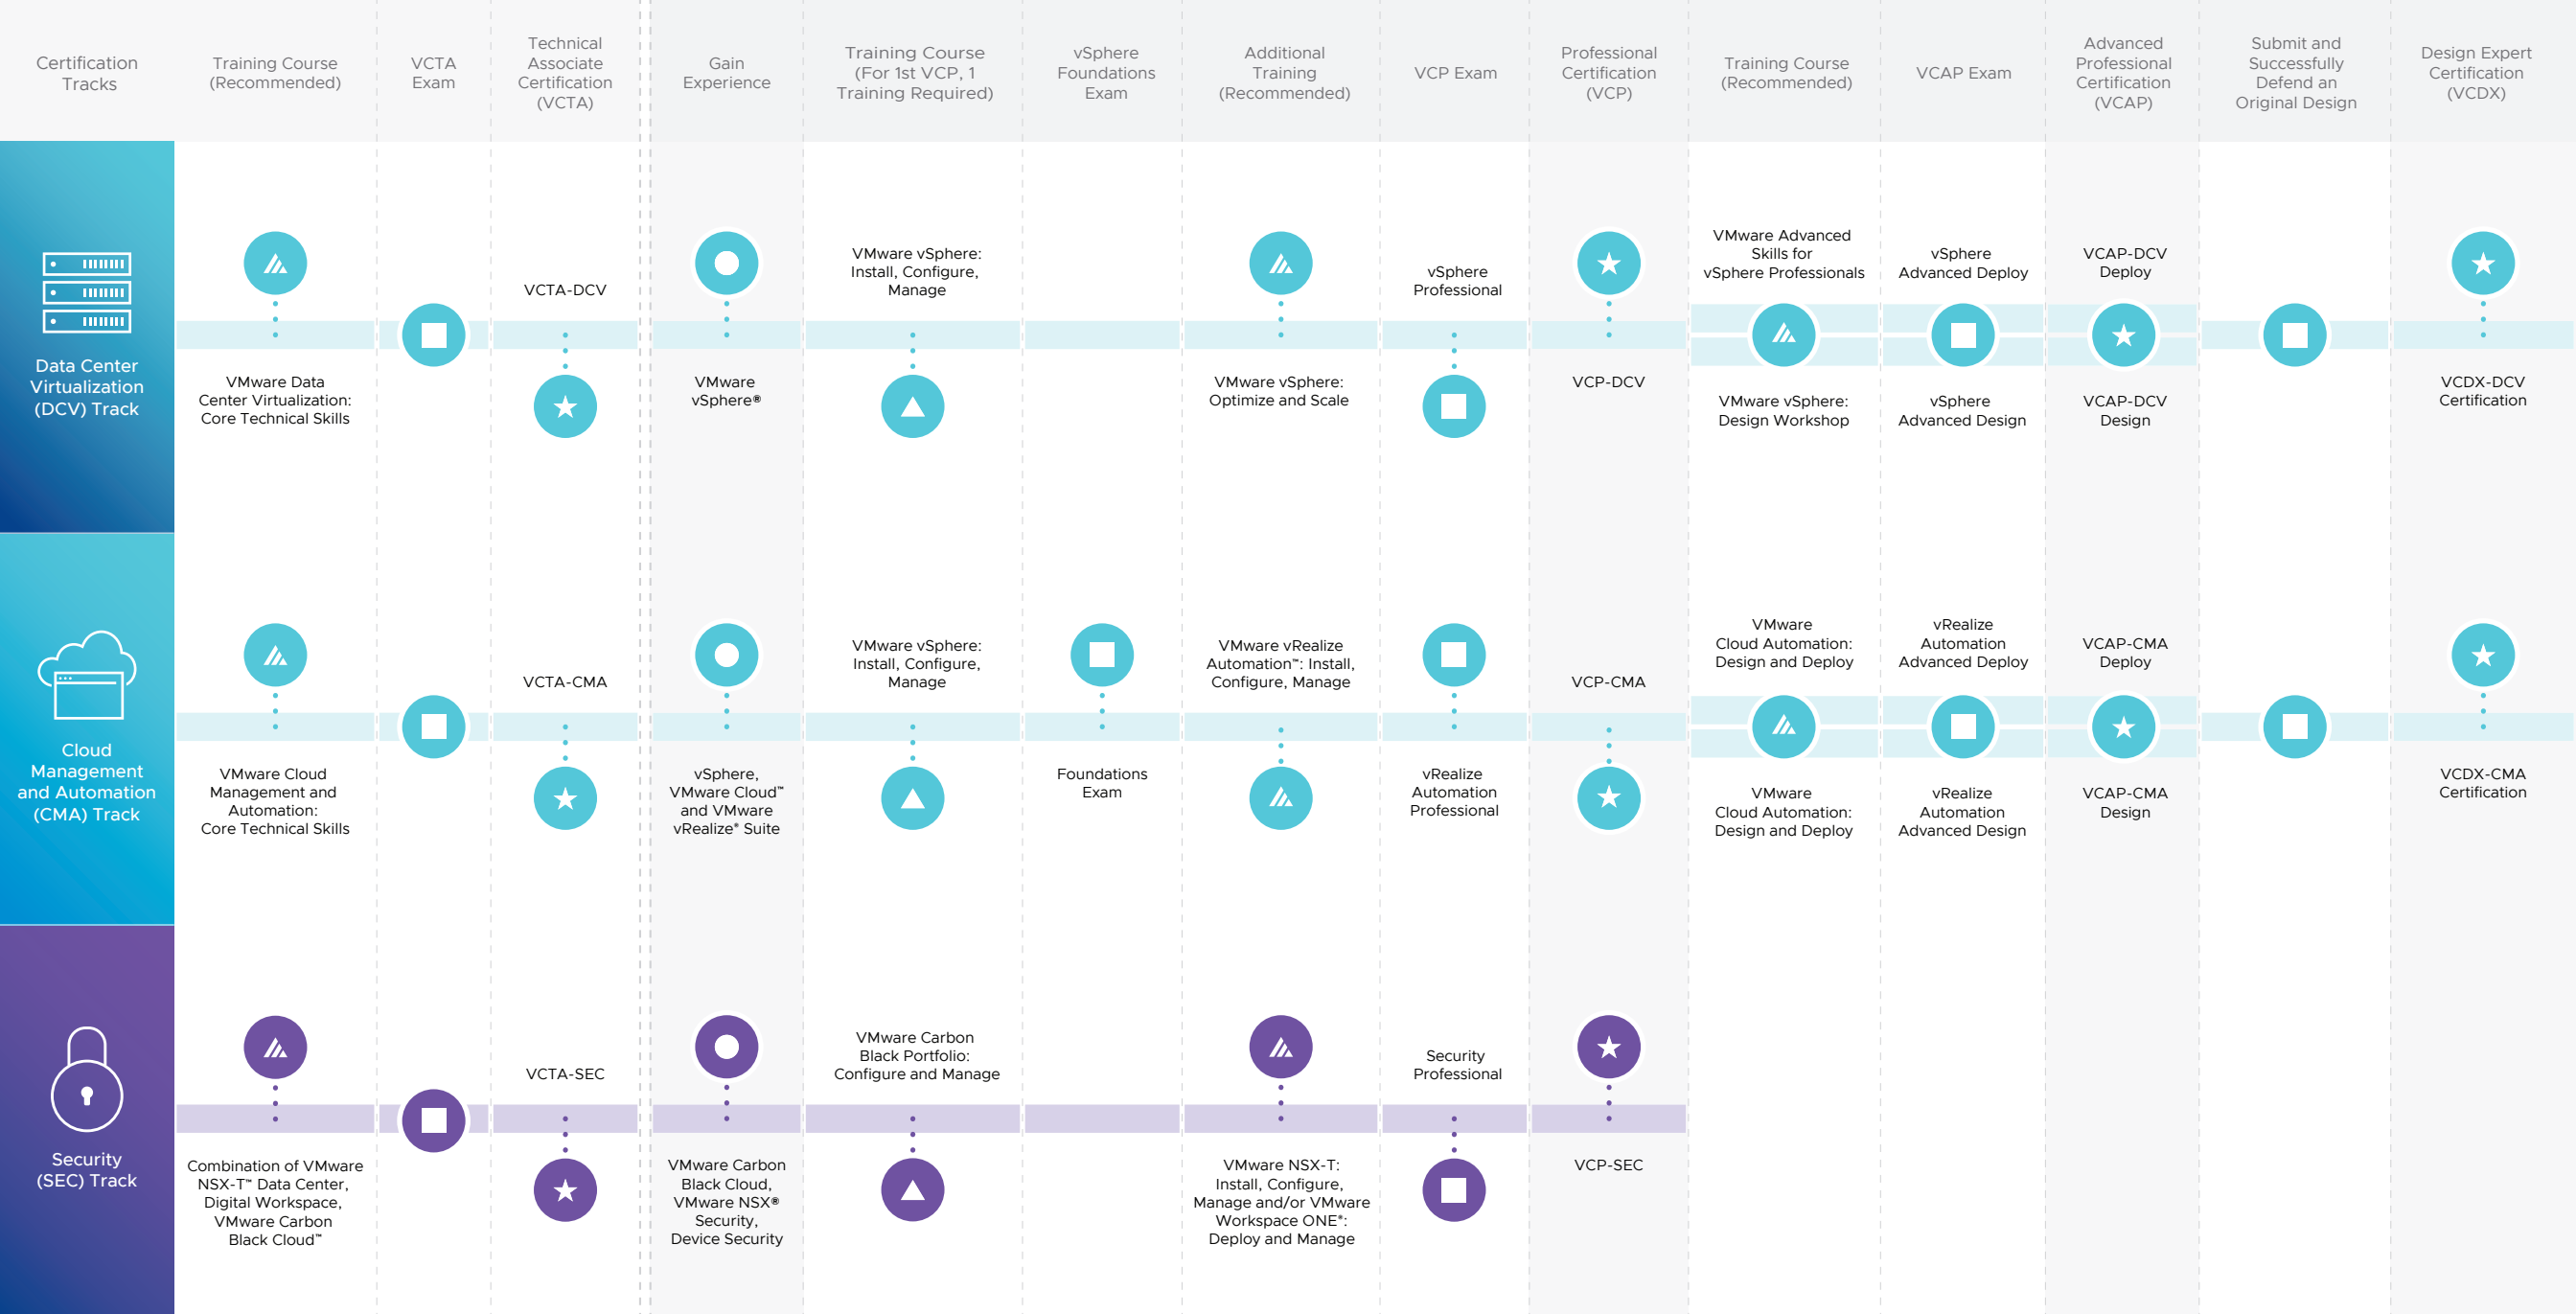 Certification
Tracks
Training Course
(Recommended)
VCTA
Exam
Technical
Associate
Certification
(VCTA)
Gain
Experience
Training Course
(For 1st VCP, 1
Training Required)
vSphere
Foundations
Exam
Additional
Training
(Recommended)
VCP Exam
Professional
Certification
(VCP)
Training Course
(Recommended)
VCAP Exam
Advanced
Professional
Certification
(VCAP)
Submit and
Successfully
Defend an
Original Design
Design Expert
Certification
(VCDX)
Data Center
Virtualization
(DCV) Track
VMware Data
Center Virtualization:
Core Technical Skills
VCTA-DCV
VMware
vSphere®
VMware vSphere:
Install, Configure,
Manage
VMware vSphere:
Optimize and Scale
vSphere
Professional
VCP-DCV
VMware Advanced
Skills for
vSphere Professionals
VMware vSphere:
Design Workshop
vSphere
Advanced Deploy
vSphere
Advanced Design
VCAP-DCV
Deploy
VCAP-DCV
Design
VCDX-DCV
Certification
Cloud
Management
and Automation
(CMA) Track
VMware Cloud
Management and
Automation:
Core Technical Skills
VCTA-CMA
vSphere,
VMware Cloud™
and VMware
vRealize® Suite
VMware vSphere:
Install, Configure,
Manage
Foundations
Exam
VMware vRealize
Automation™: Install,
Configure, Manage
vRealize
Automation
Professional
VCP-CMA
VMware
Cloud Automation:
Design and Deploy
VMware
Cloud Automation:
Design and Deploy
vRealize
Automation
Advanced Deploy
vRealize
Automation
Advanced Design
VCAP-CMA
Deploy
VCAP-CMA
Design
VCDX-CMA
Certification
Security
(SEC) Track
Combination of VMware
NSX-T™ Data Center,
Digital Workspace,
VMware Carbon
Black Cloud™
VCTA-SEC
VMware Carbon
Black Cloud,
VMware NSX®
Security,
Device Security
VMware Carbon
Black Portfolio:
Configure and Manage
VMware NSX-T:
Install, Configure,
Manage and/or VMware
Workspace ONE®:
Deploy and Manage
Security
Professional
VCP-SEC